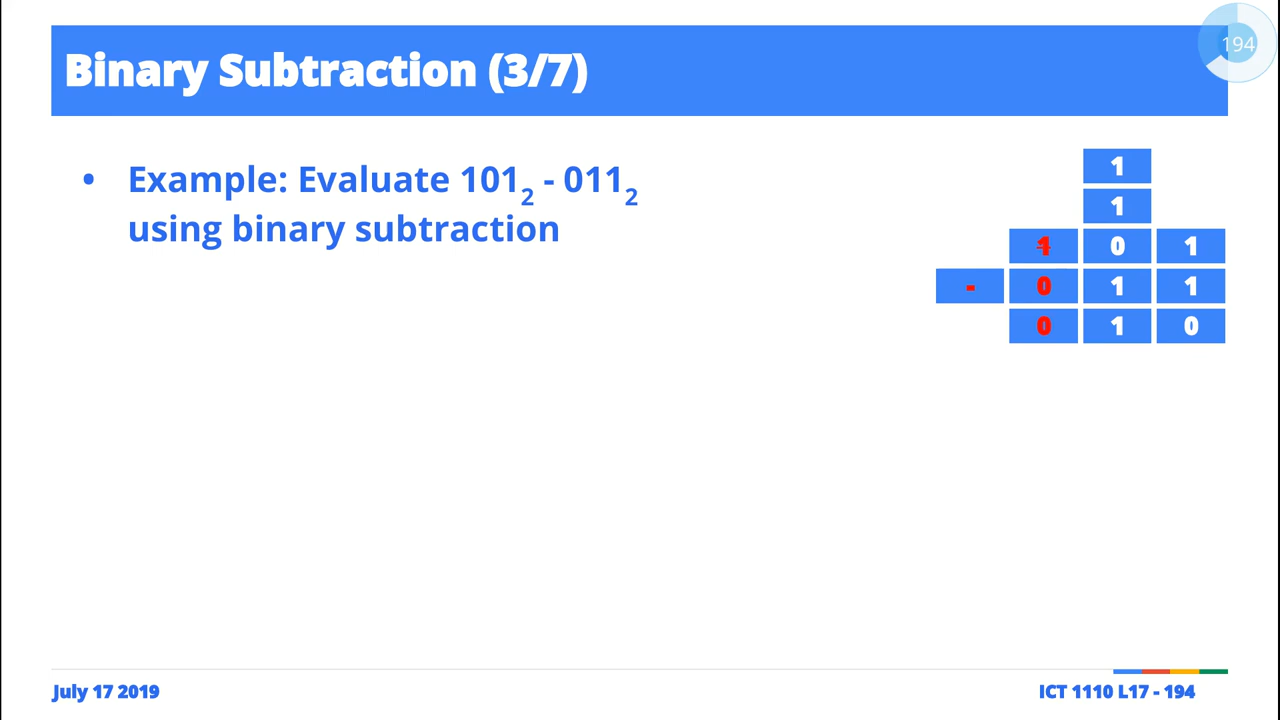 194
Binary Subtraction (3/7)
• Example: Evaluate 101₂ - 011₂
using binary subtraction
1
1
1 0 1
- 0 1 1
0 1 0
July 17 2019
ICT 1110 L17 - 194